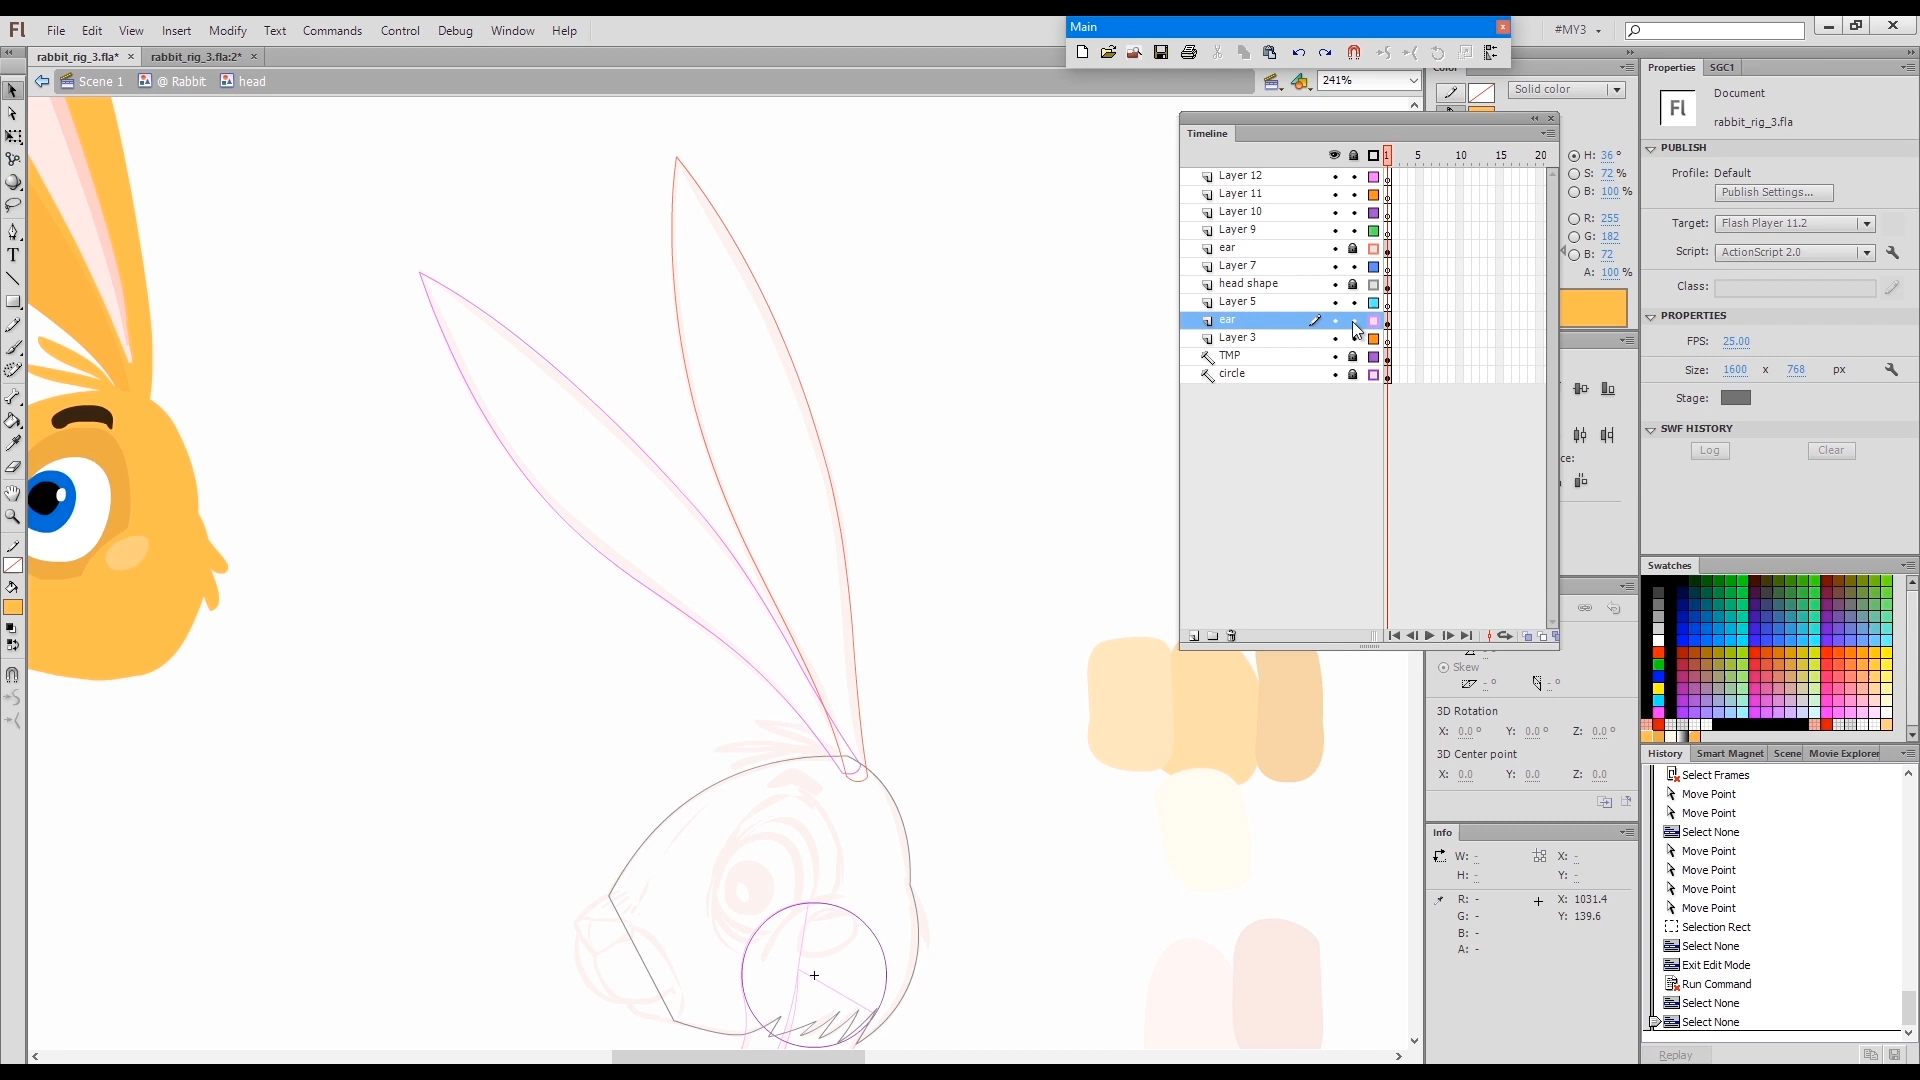 Main
Fl File Edit View Insert Modify Text Commands Control Debug Window Help
#MY3
rabbit_rig_3.fla* × rabbit_rig_3.fla:2* ×
Scene 1 @ Rabbit head
241%
Color
Solid color
H: 36 °
S: 72 %
B: 100 %
R: 255
G: 182
B: 72
A: 100 %
Timeline
1 5 10 15 20
Layer 12
Layer 11
Layer 10
Layer 9
ear
Layer 7
head shape
Layer 5
ear
Layer 3
TMP
circle
ce:
Skew
3D Rotation
X: 0.0 ° Y: 0.0 ° Z: 0.0 °
3D Center point
X: 0.0 Y: 0.0 Z: 0.0
Info
W: - X: -
H: - Y: -
R: - X: 1031.4
G: - Y: 139.6
B: -
A: -
Properties SGC1
Fl
Document
rabbit_rig_3.fla
PUBLISH
Profile: Default
Publish Settings...
Target: Flash Player 11.2
Script: ActionScript 2.0
Class:
PROPERTIES
FPS: 25.00
Size: 1600 x 768 px
Stage:
SWF HISTORY
Log Clear
Swatches
History Smart Magnet Scene Movie Explorer
Select Frames
Move Point
Move Point
Select None
Move Point
Move Point
Move Point
Move Point
Selection Rect
Select None
Exit Edit Mode
Run Command
Select None
Select None
Replay